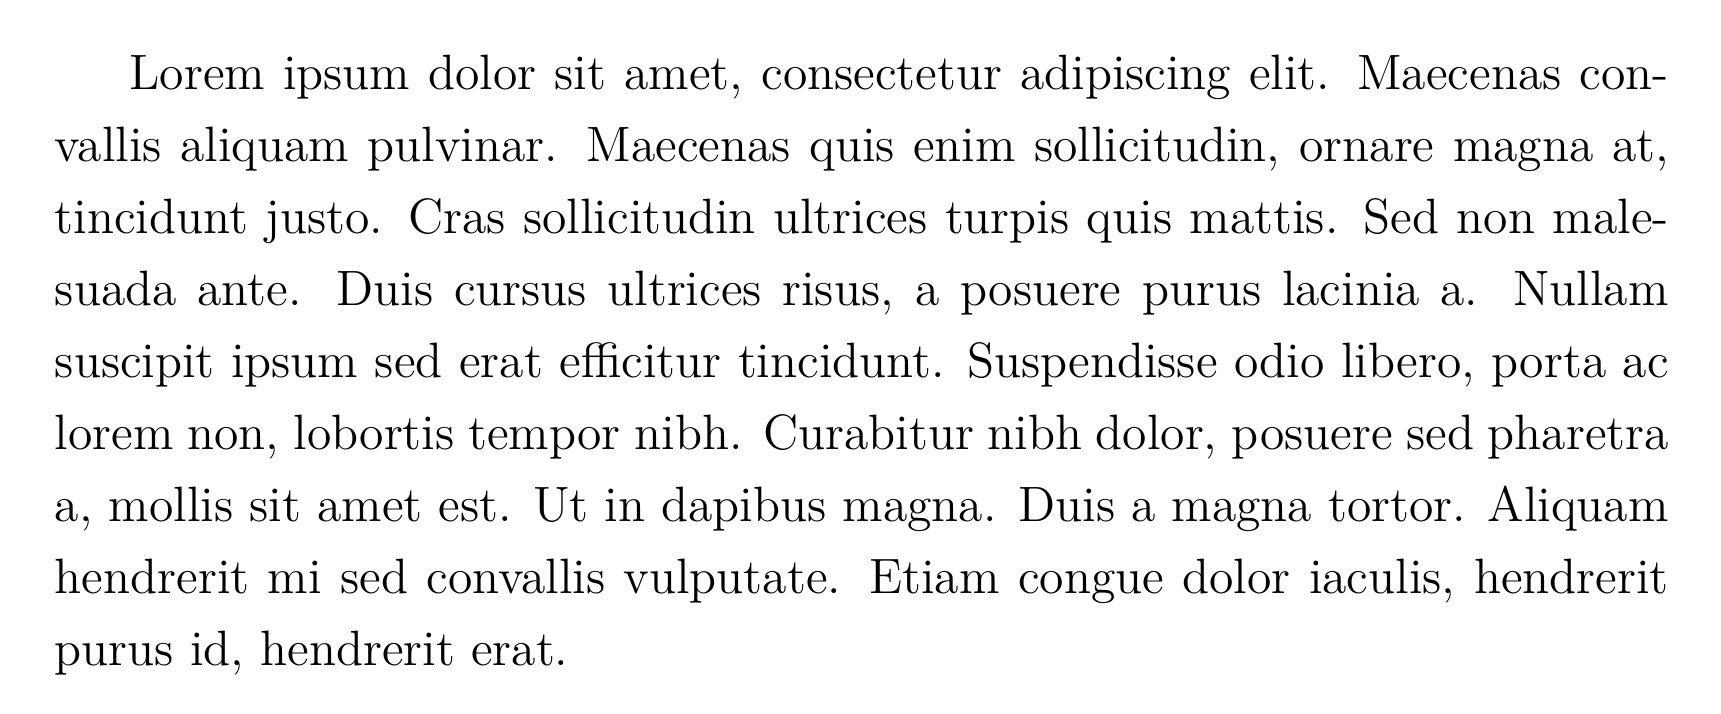 Lorem ipsum dolor sit amet, consectetur adipiscing elit. Maecenas con-
vallis aliquam pulvinar. Maecenas quis enim sollicitudin, ornare magna at,
tincidunt justo. Cras sollicitudin ultrices turpis quis mattis. Sed non male-
suada ante. Duis cursus ultrices risus, a posuere purus lacinia a. Nullam
suscipit ipsum sed erat efficitur tincidunt. Suspendisse odio libero, porta ac
lorem non, lobortis tempor nibh. Curabitur nibh dolor, posuere sed pharetra
a, mollis sit amet est. Ut in dapibus magna. Duis a magna tortor. Aliquam
hendrerit mi sed convallis vulputate. Etiam congue dolor iaculis, hendrerit
purus id, hendrerit erat.